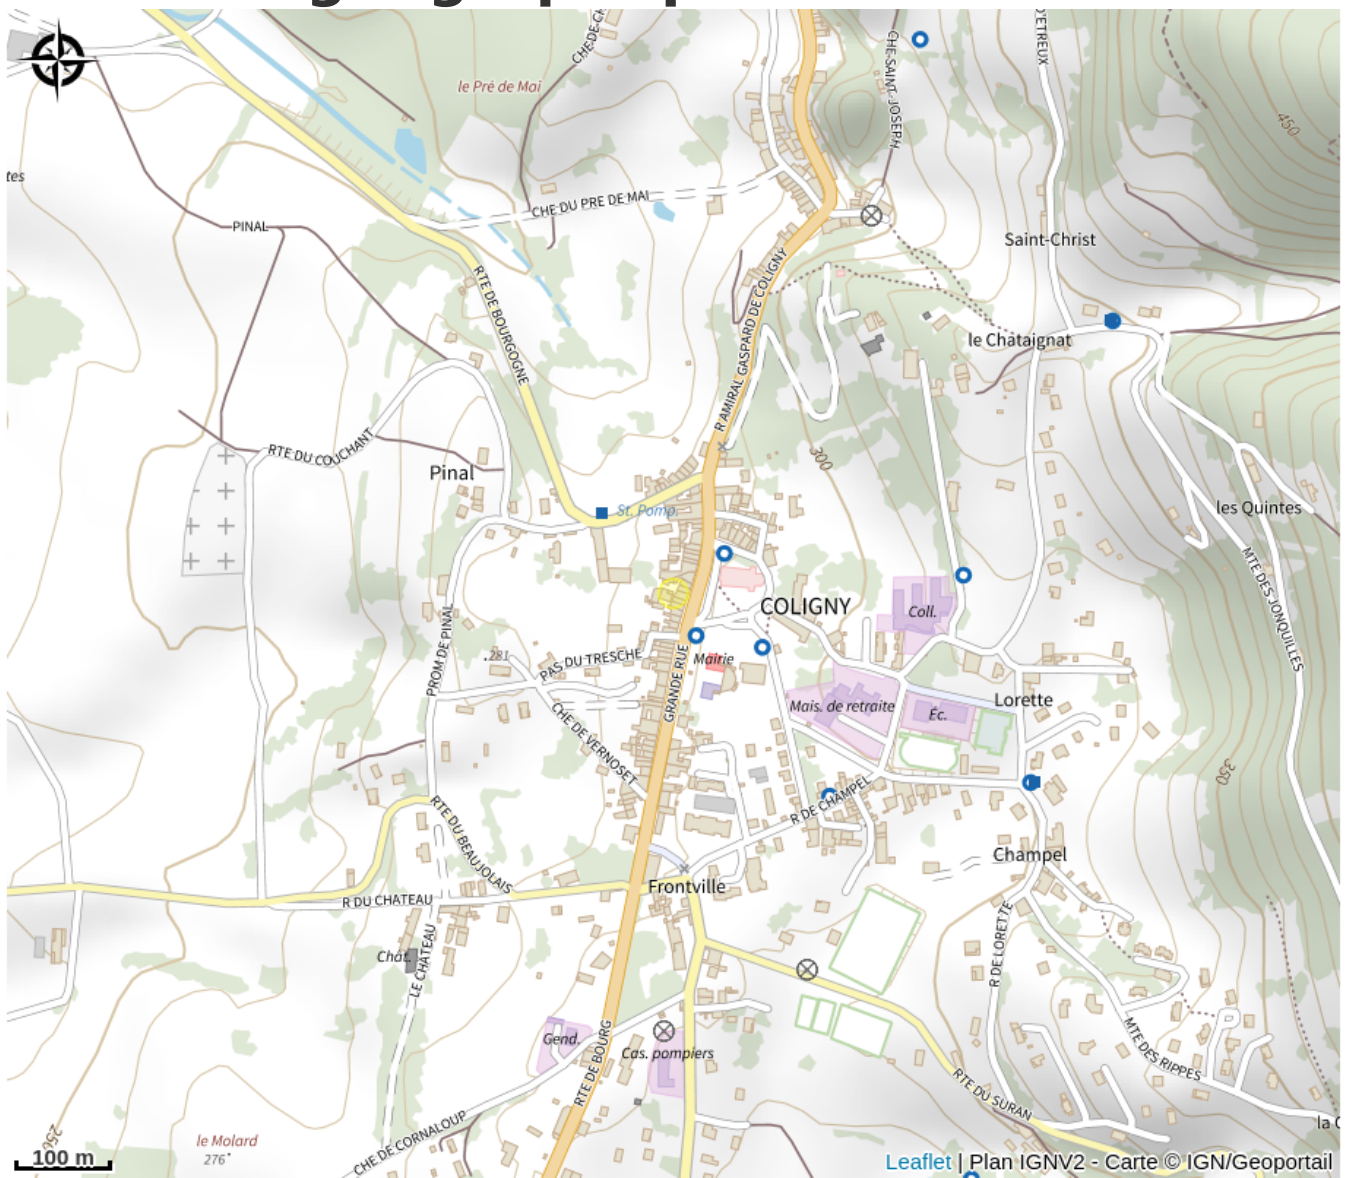 CHE DE CH
D'ETREUX
le Pré de Mai
CHE SAINT-JOSEPH
450
tes
CHE DU PRE DE MAI
PINAL
Saint-Christ
RTE DE BOURGOGNE
R AMIRAL GASPARD DE COLIGNY
le Chataignat
RTE DU COUCHANT
Pinal
300
les Quintes
St. Pomp.
MTE DES JONQUILLES
COLIGNY
Coll.
PROM DE PINAL
.281
PAS DU TRESCHE
Mairie
GRANDE RUE
Mais. de retraite
Éc.
Lorette
CHE DE VERNOSET
350
R DE CHAMPEL
RTE DU BEAUJOLAIS
Champel
Frontville
R DU CHATEAU
R DE LORETTE
Chât.
LE CHATEAU
Gend.
Cas. pompiers
RTE DE BOURG
MTE DES RIPPES
RTE DU SURAN
CHE DE CORNALOUP
le Molard
276
250
la C
100 m
Leaflet | Plan IGNV2 - Carte © IGN/Geoportail